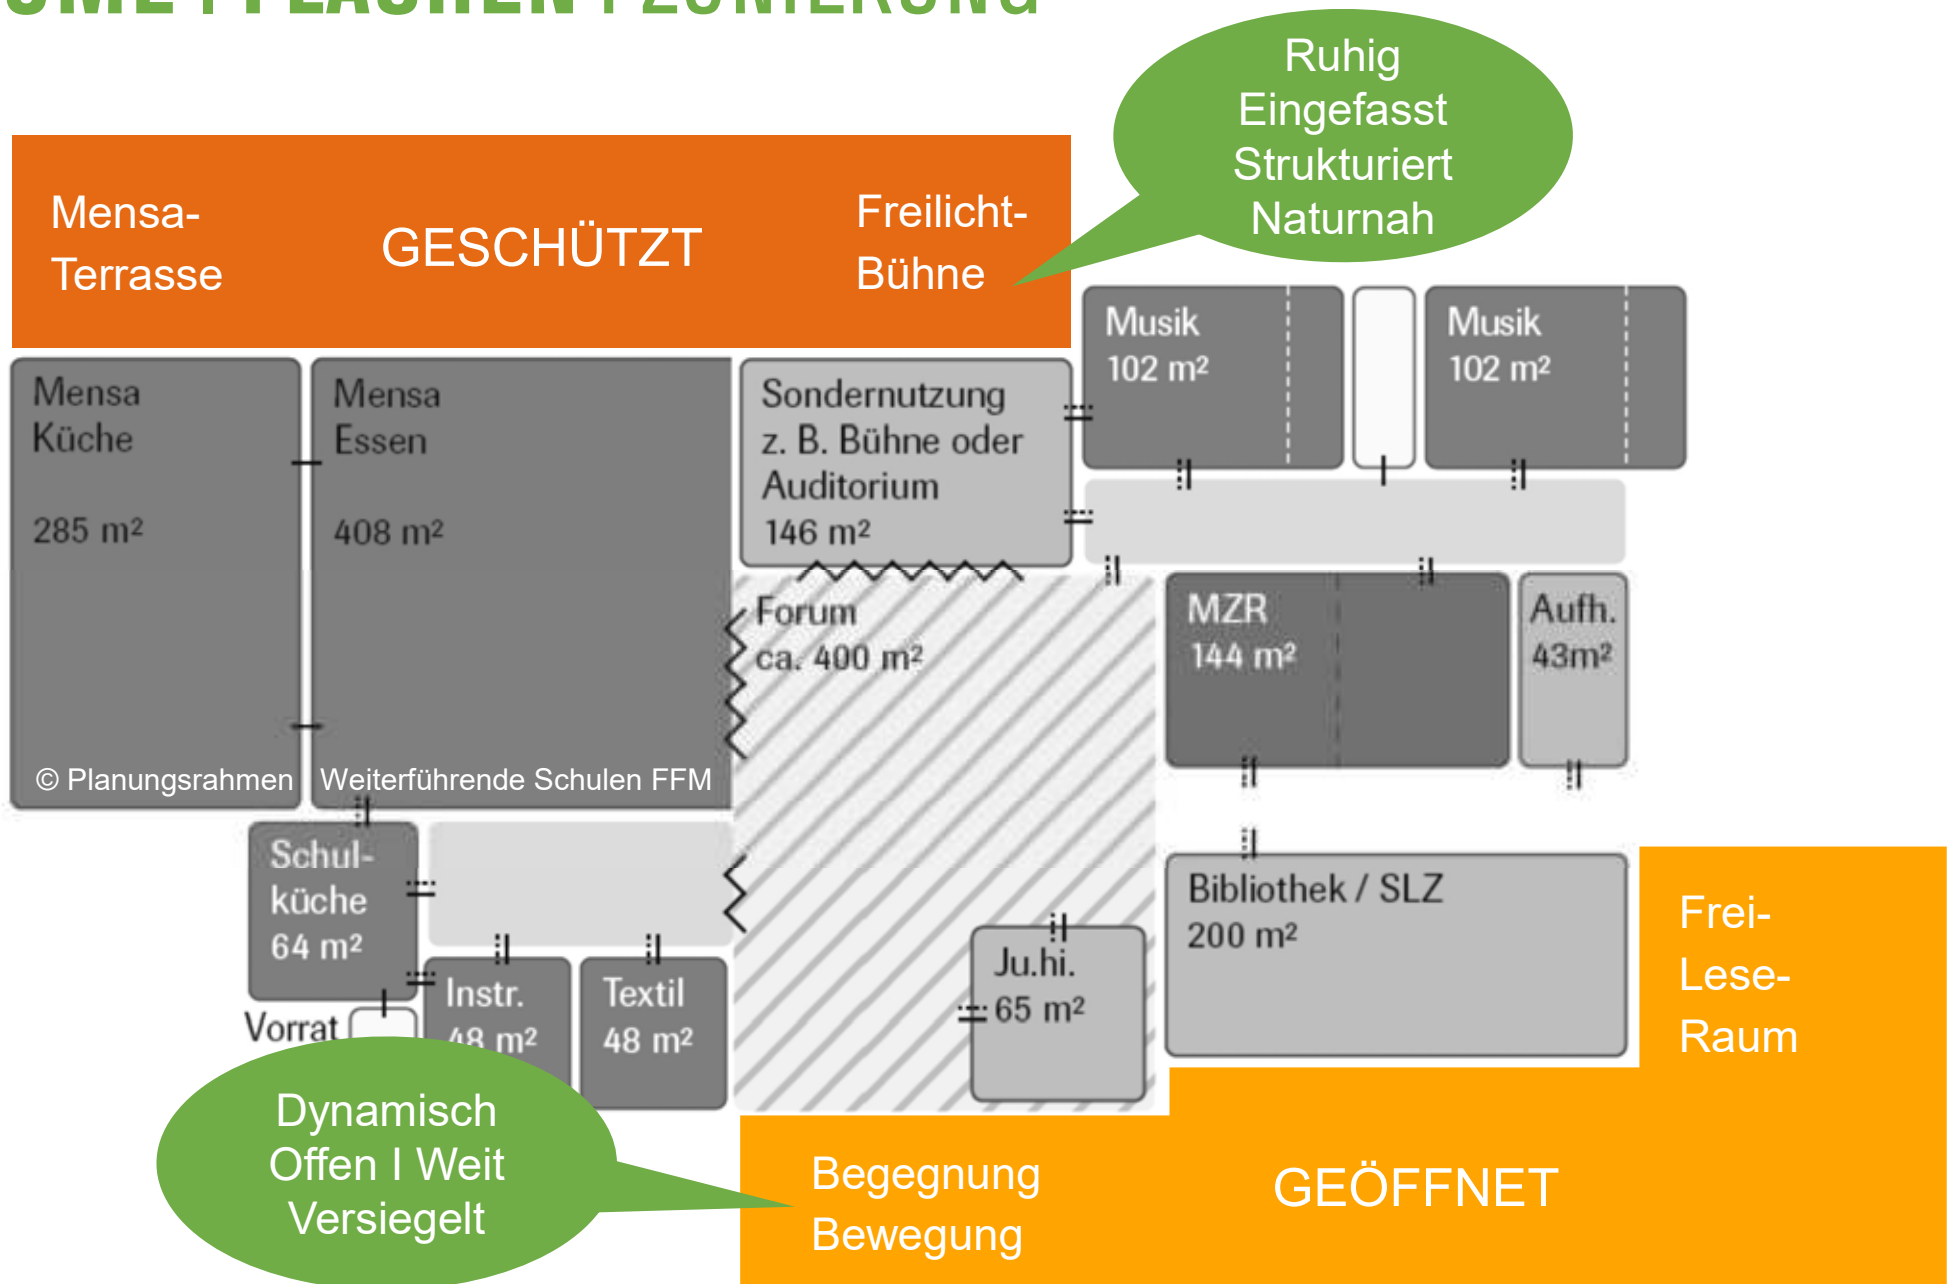 FLÄCHEN I ZONIERUNG
Ruhig
Eingefasst
Strukturiert
Naturnah
Mensa-
Terrasse
GESCHÜTZT
Freilicht-
Bühne
Musik
102 m²
Musik
102 m²
Mensa
Küche
285 m²
Mensa
Essen
408 m²
Sondernutzung
z. B. Bühne oder
Auditorium
146 m²
Forum
ca. 400 m²
MZR
144 m²
Aufh.
43m²
© Planungsrahmen Weiterführende Schulen FFM
Schul-
küche
64 m²
Bibliothek / SLZ
200 m²
Frei-
Lese-
Raum
Instr.
48 m²
Textil
48 m²
Ju.hi.
65 m²
Vorrat
Dynamisch
Offen I Weit
Versiegelt
Begegnung
Bewegung
GEÖFFNET